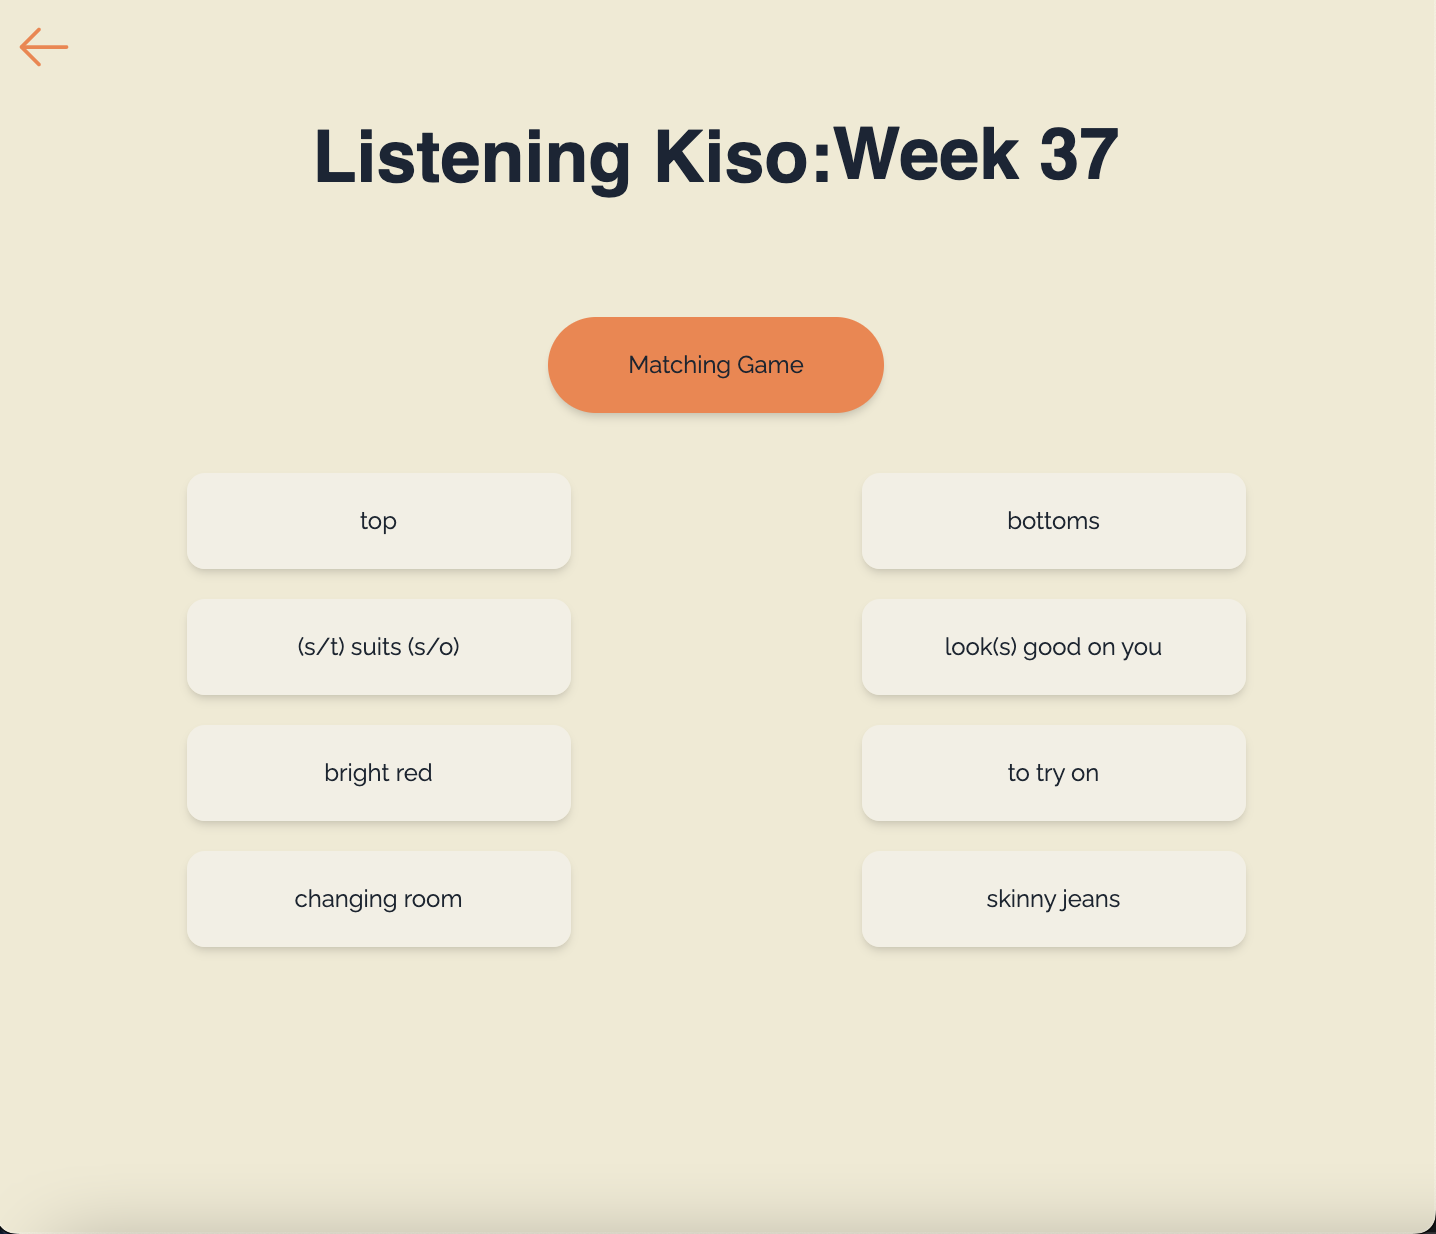 Listening Kiso:Week 37
Matching Game
top
bottoms
(s/t) suits (s/o)
look(s) good on you
bright red
to try on
changing room
skinny jeans